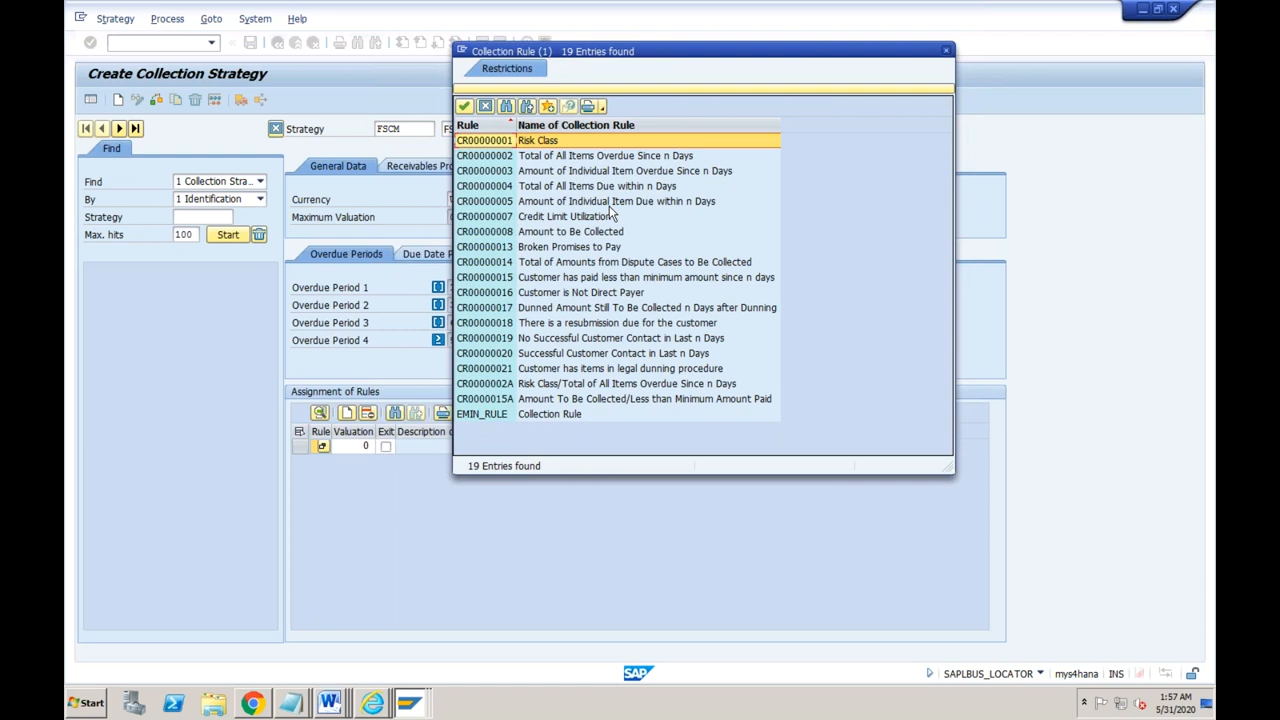 Strategy Process Goto System Help
Create Collection Strategy
Strategy FSCM
Find
Find 1 Collection Stra...
By 1 Identification
Strategy
Max. hits 100 Start
General Data Receivables Pro
Currency
Maximum Valuation
Overdue Periods Due Date P
Overdue Period 1
Overdue Period 2
Overdue Period 3
Overdue Period 4
Assignment of Rules
Rule Valuation Exit Description
0
Collection Rule (1) 19 Entries found
Restrictions
Rule Name of Collection Rule
CR00000001 Risk Class
CR00000002 Total of All Items Overdue Since n Days
CR00000003 Amount of Individual Item Overdue Since n Days
CR00000004 Total of All Items Due within n Days
CR00000005 Amount of Individual Item Due within n Days
CR00000007 Credit Limit Utilization
CR00000008 Amount to Be Collected
CR00000013 Broken Promises to Pay
CR00000014 Total of Amounts from Dispute Cases to Be Collected
CR00000015 Customer has paid less than minimum amount since n days
CR00000016 Customer is Not Direct Payer
CR00000017 Dunned Amount Still To Be Collected n Days after Dunning
CR00000018 There is a resubmission due for the customer
CR00000019 No Successful Customer Contact in Last n Days
CR00000020 Successful Customer Contact in Last n Days
CR00000021 Customer has items in legal dunning procedure
CR0000002A Risk Class/Total of All Items Overdue Since n Days
CR0000015A Amount To Be Collected/Less than Minimum Amount Paid
EMIN_RULE Collection Rule
19 Entries found
SAP
SAPLBUS_LOCATOR mys4hana INS
Start
1:57 AM
5/31/2020